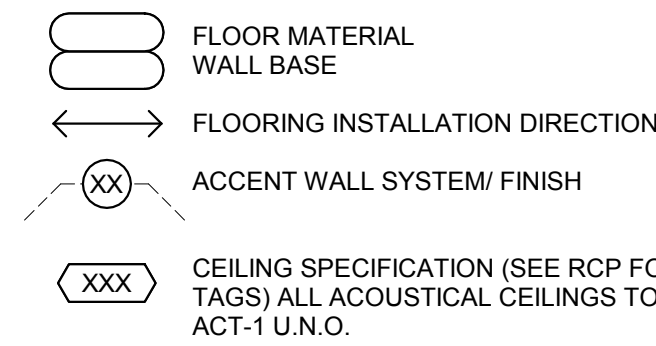 FLOOR MATERIAL
WALL BASE
FLOORING INSTALLATION DIRECTION
XX ACCENT WALL SYSTEM/ FINISH
XXX CEILING SPECIFICATION (SEE RCP
TAGS) ALL ACOUSTICAL CEILINGS TO
ACT-1 U.N.O.